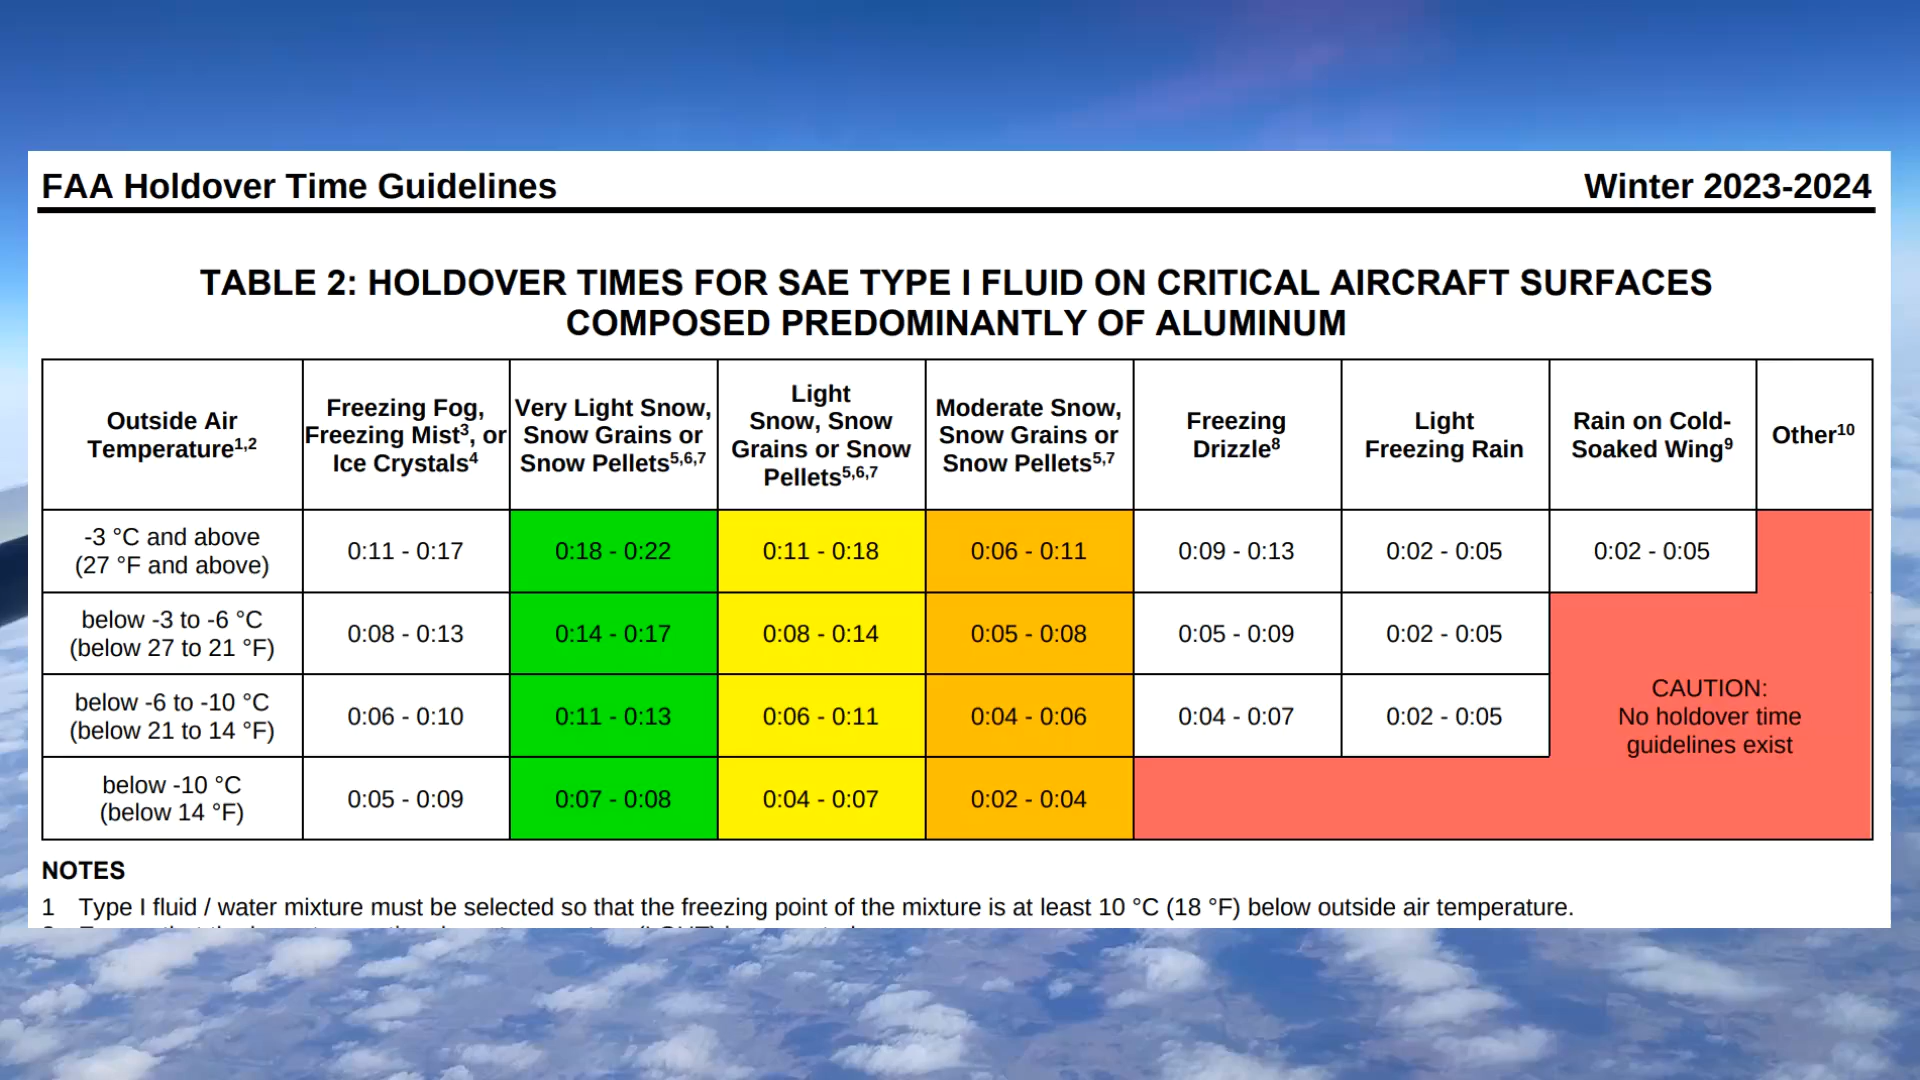 FAA Holdover Time Guidelines
Winter 2023-2024
TABLE 2: HOLDOVER TIMES FOR SAE TYPE I FLUID ON CRITICAL AIRCRAFT SURFACES
COMPOSED PREDOMINANTLY OF ALUMINUM
Outside Air
Temperature1,2
Freezing Fog,
Freezing Mist3, or
Ice Crystals4
Very Light Snow,
Snow Grains or
Snow Pellets5,6,7
Light
Snow, Snow
Grains or Snow
Pellets5,6,7
Moderate Snow,
Snow Grains or
Snow Pellets5,7
Freezing
Drizzle8
Light
Freezing Rain
Rain on Cold-
Soaked Wing9
Other10
-3 °C and above
(27 °F and above)
0:11 - 0:17
0:18 - 0:22
0:11 - 0:18
0:06 - 0:11
0:09 - 0:13
0:02 - 0:05
0:02 - 0:05
below -3 to -6 °C
(below 27 to 21 °F)
0:08 - 0:13
0:14 - 0:17
0:08 - 0:14
0:05 - 0:08
0:05 - 0:09
0:02 - 0:05
below -6 to -10 °C
(below 21 to 14 °F)
0:06 - 0:10
0:11 - 0:13
0:06 - 0:11
0:04 - 0:06
0:04 - 0:07
0:02 - 0:05
CAUTION:
No holdover time
guidelines exist
below -10 °C
(below 14 °F)
0:05 - 0:09
0:07 - 0:08
0:04 - 0:07
0:02 - 0:04
NOTES
1 Type I fluid / water mixture must be selected so that the freezing point of the mixture is at least 10 °C (18 °F) below outside air temperature.